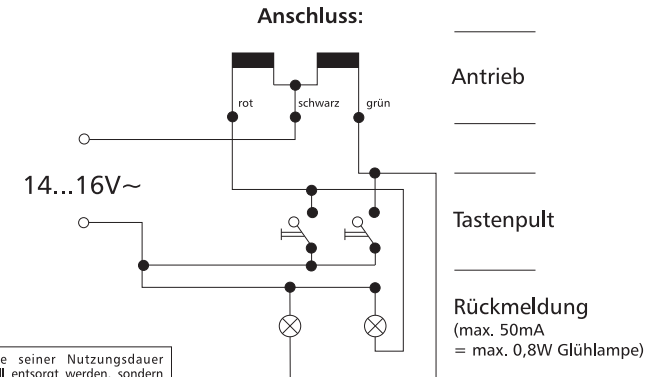 Anschluss:
Antrieb
rot
schwarz
grün
14...16V~
Tastenpult
Rückmeldung
(max. 50mA
= max. 0,8W Glühlampe)
e seiner Nutzungsdauer
ll entsorgt werden, sondern